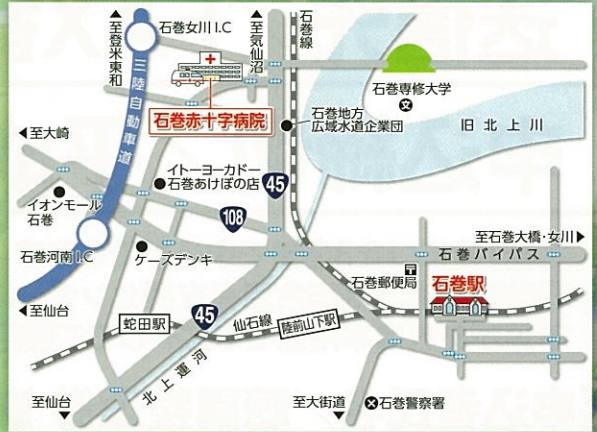 ▲至登米東和
石巻女川 I.C
▲至気仙沼
石巻線
三陸自動車道
石巻専修大学
文
石巻赤十字病院
石巻地方
広域水道企業団
旧北上川
◀至大崎
イトーヨーカドー
石巻あけぼの店
45
イオンモール
石巻
108
石巻河南 I.C
ケーズデンキ
至石巻大橋・女川▶
石巻バイパス
石巻郵便局
〒
石巻駅
◀至仙台
蛇田駅
45
仙石線
陸前山下駅
北上運河
至仙台
▼
至大街道
▼
石巻警察署